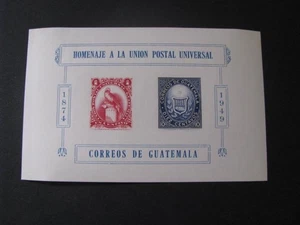 HOMENAJE A LA UNION POSTAL UNIVERSAL
1874
1949
CORREOS DE GUATEMALA